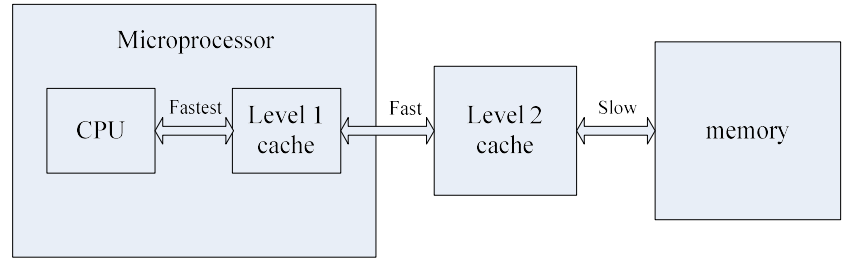 Microprocessor
CPU
Fastest
Level 1
cache
Fast
Level 2
cache
Slow
memory